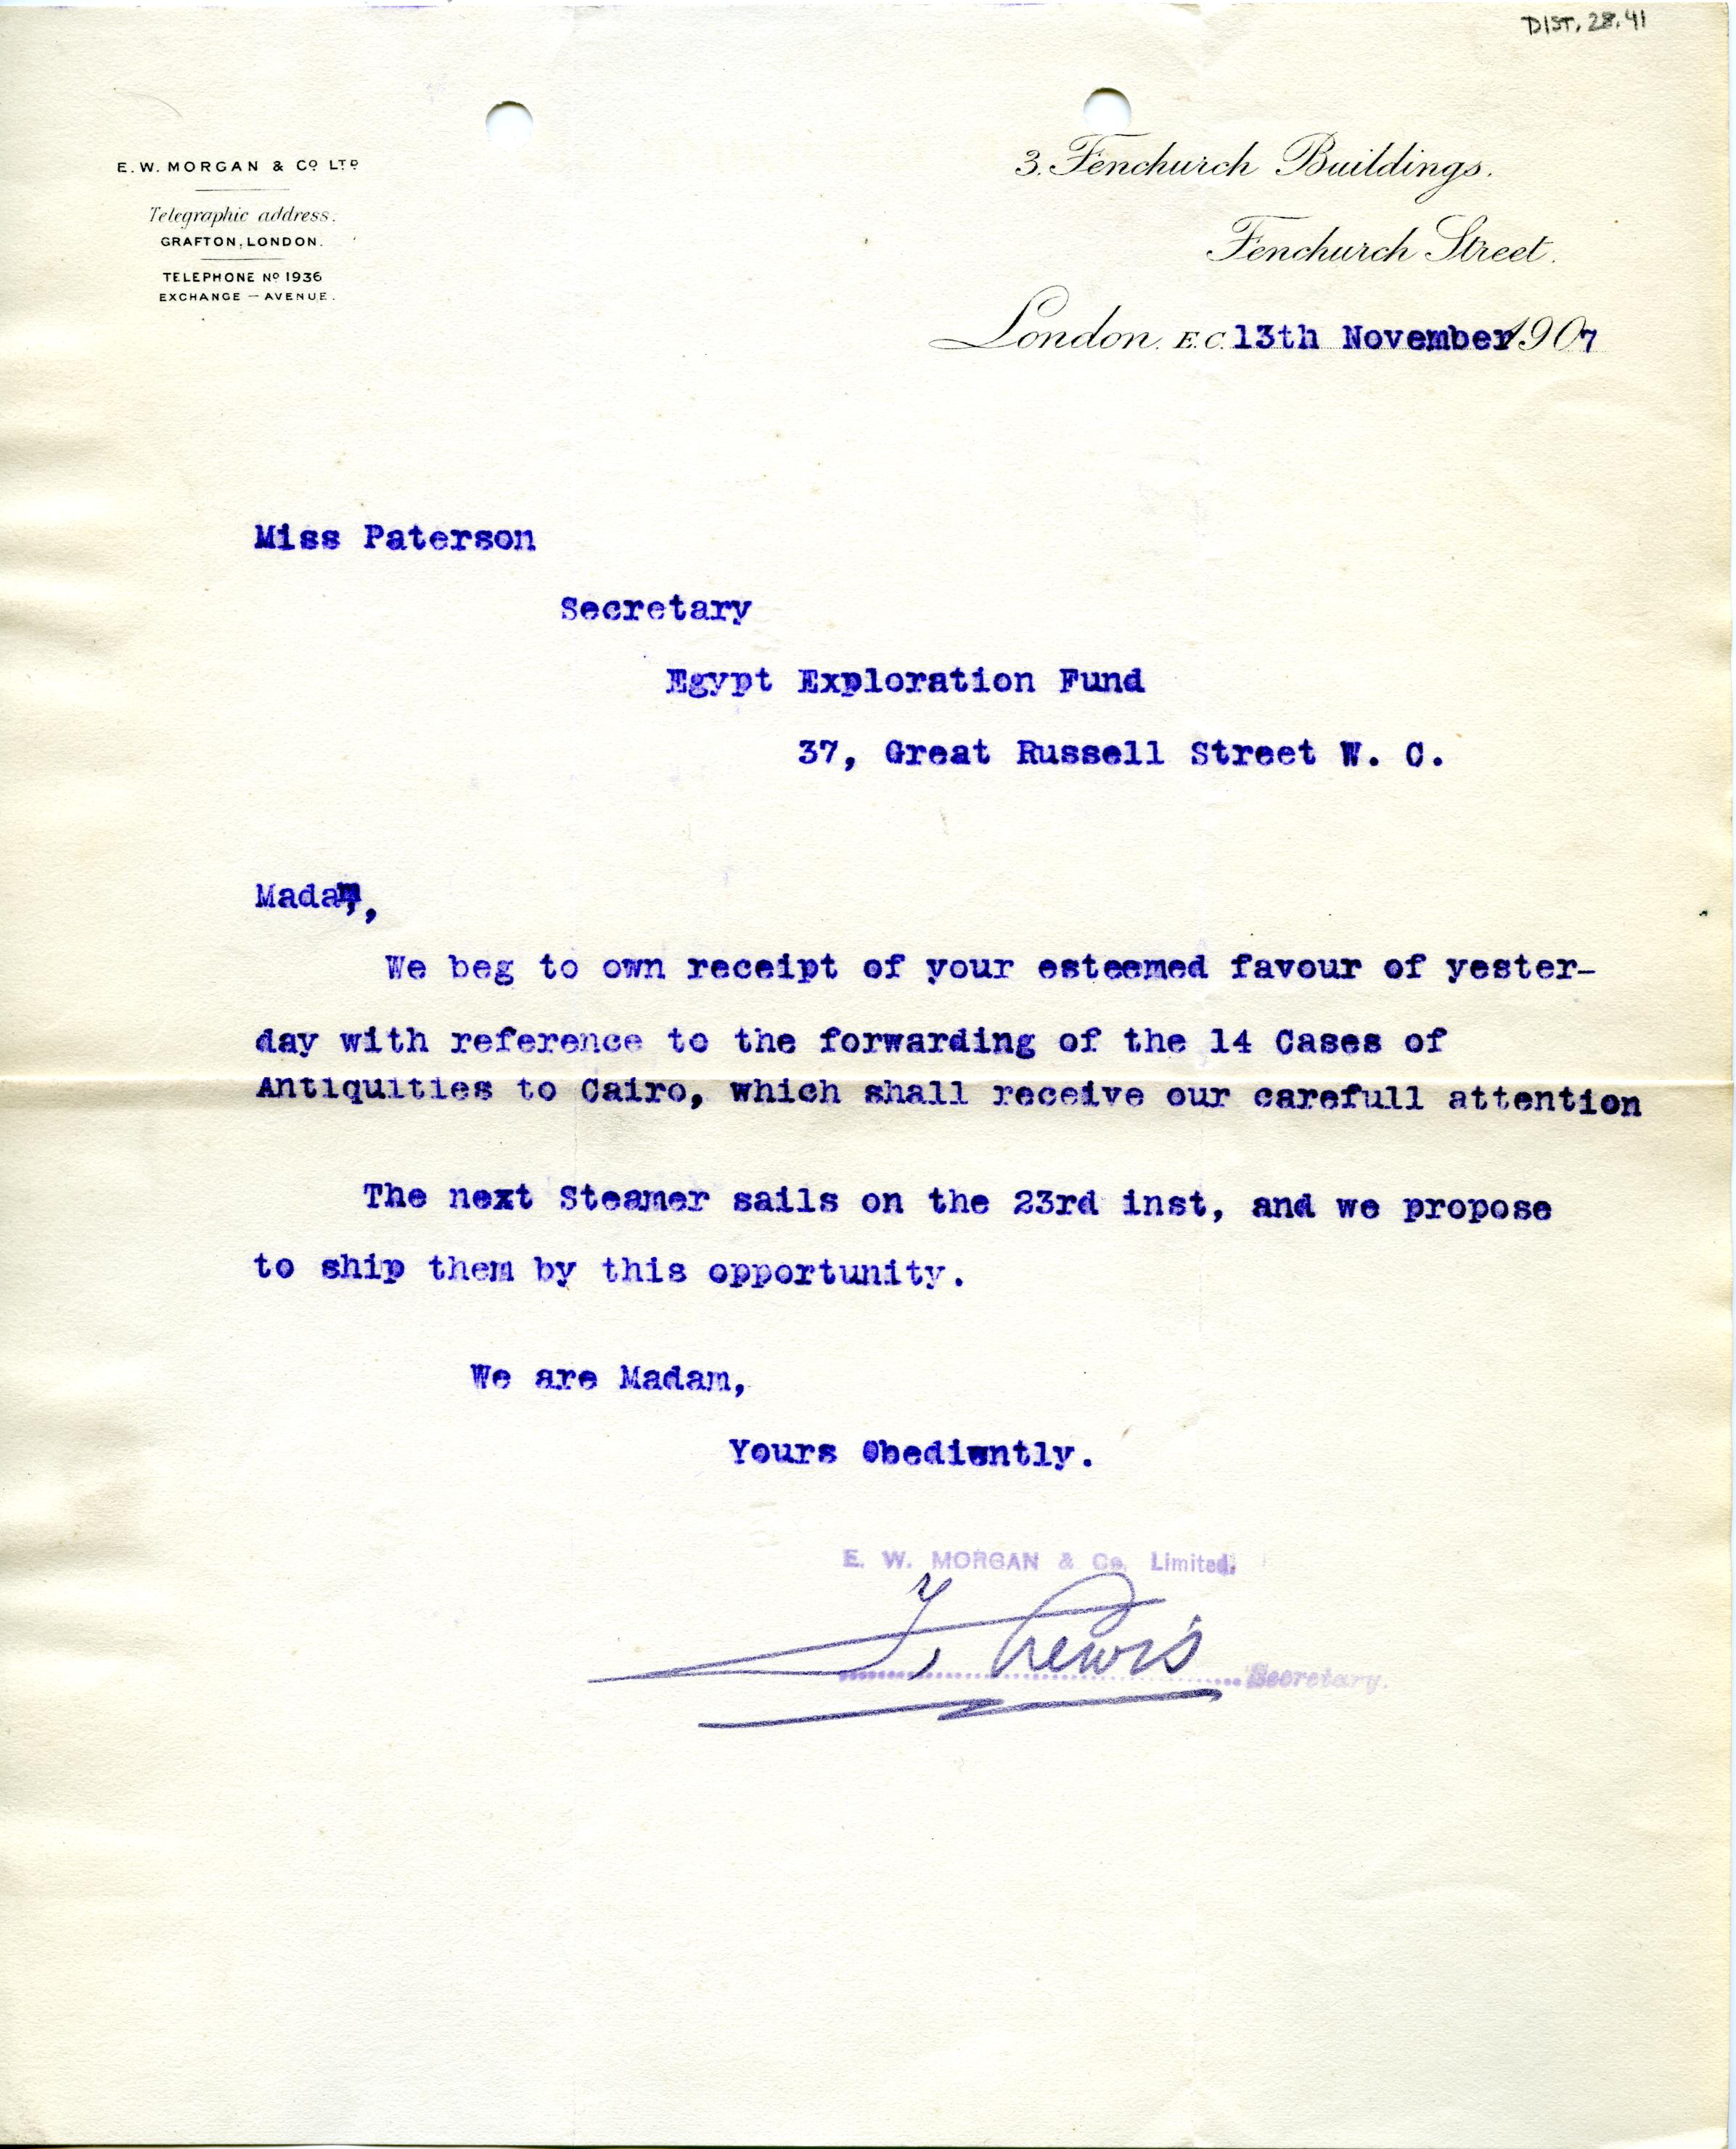 DIST. 28.41
E. W. MORGAN & Co LTD
Telegraphic address.
GRAFTON, LONDON.
TELEPHONE No 1936
EXCHANGE – AVENUE.
3. Fenchurch Buildings.
Fenchurch Street.
London. E.C. 13th November 1907
Miss Paterson
Secretary
Egypt Exploration Fund
37, Great Russell Street W. C.
Madam,
We beg to own receipt of your esteemed favour of yester-
day with reference to the forwarding of the 14 Cases of
Antiquities to Cairo, which shall receive our carefull attention
The next Steamer sails on the 23rd inst, and we propose
to ship them by this opportunity.
We are Madam,
Yours Obediently.
E. W. MORGAN & Co. Limited.
F. Lewis
Secretary.